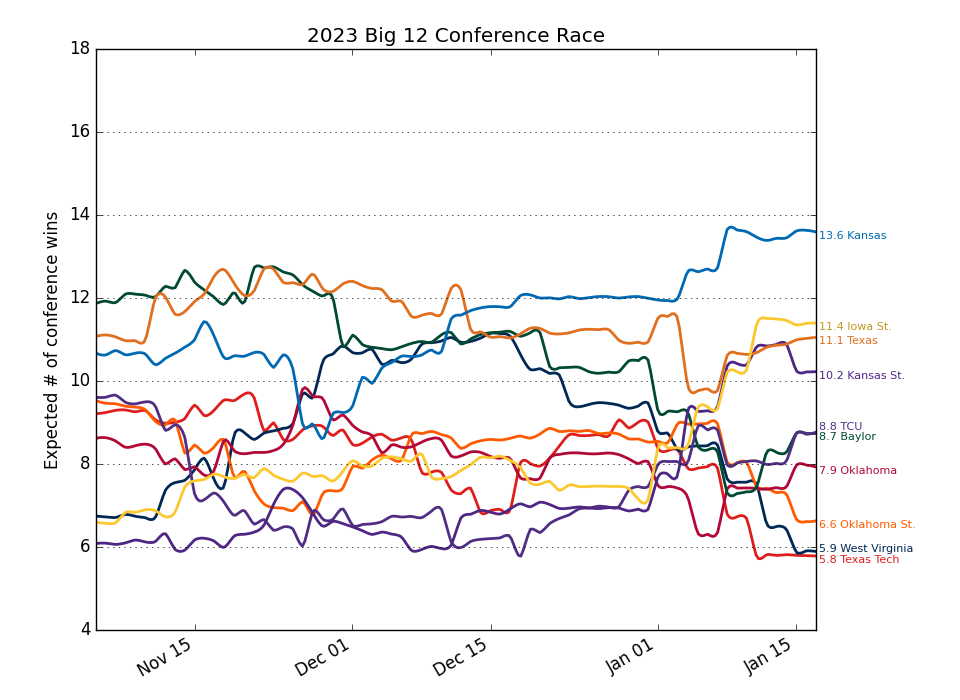 2023 Big 12 Conference Race
Expected # of conference wins
18
16
14
12
10
8
6
4
13.6 Kansas
11.4 Iowa St.
11.1 Texas
10.2 Kansas St.
8.8 TCU
8.7 Baylor
7.9 Oklahoma
6.6 Oklahoma St.
5.9 West Virginia
5.8 Texas Tech
Nov 15
Dec 01
Dec 15
Jan 01
Jan 15